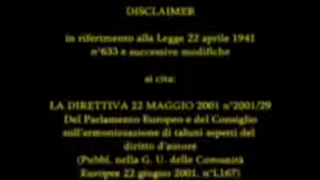 DISCLAIMER
in riferimento alla Legge 22 aprile 1941
n°633 e successive modifiche
si cita:
LA DIRETTIVA 22 MAGGIO 2001 n°2001/29
Del Parlamento Europeo e del Consiglio
sull'armonizzazione di taluni aspetti del
diritto d'autore
(Pubbl. nella G. U. delle Comunità
Europee 22 giugno 2001. n°L167)